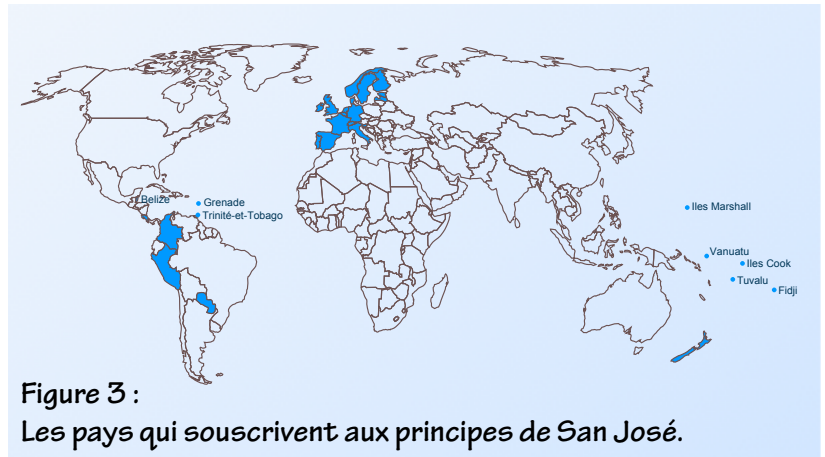 Belize
Grenade
Trinité-et-Tobago
Iles Marshall
Vanuatu
Iles Cook
Tuvalu
Fidji
Figure 3 :
Les pays qui souscrivent aux principes de San José.